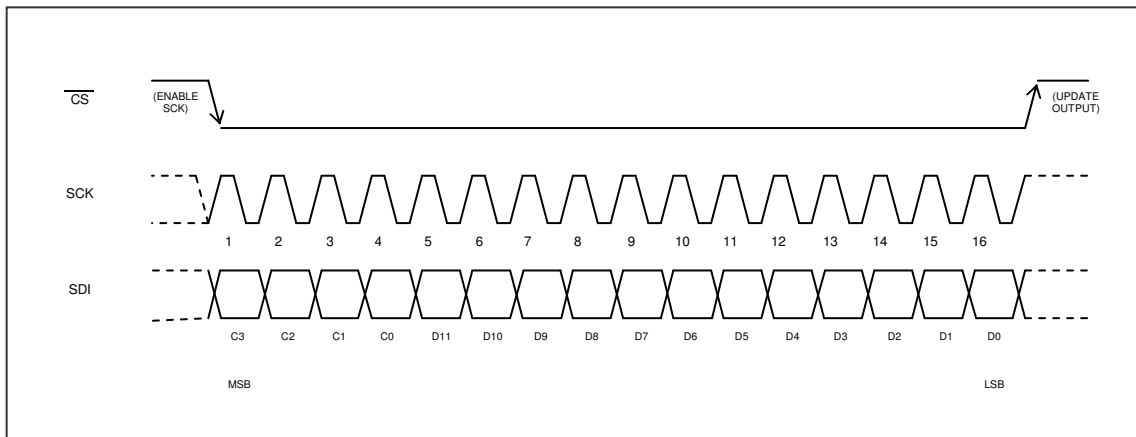 CS
(ENABLE
SCK)
(UPDATE
OUTPUT)
SCK
1 2 3 4 5 6 7 8 9 10 11 12 13 14 15 16
SDI
C3 C2 C1 C0 D11 D10 D9 D8 D7 D6 D5 D4 D3 D2 D1 D0
MSB LSB